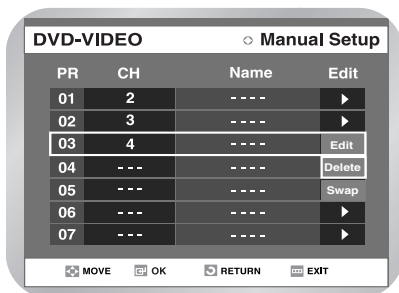 DVD-VIDEO ◇ Manual Setup
PR CH Name Edit
01 2 ---- ►
02 3 ---- ►
03 4 ---- Edit
04 --- ---- Delete
05 --- ---- Swap
06 --- ---- ►
07 --- ---- ►
MOVE OK RETURN EXIT